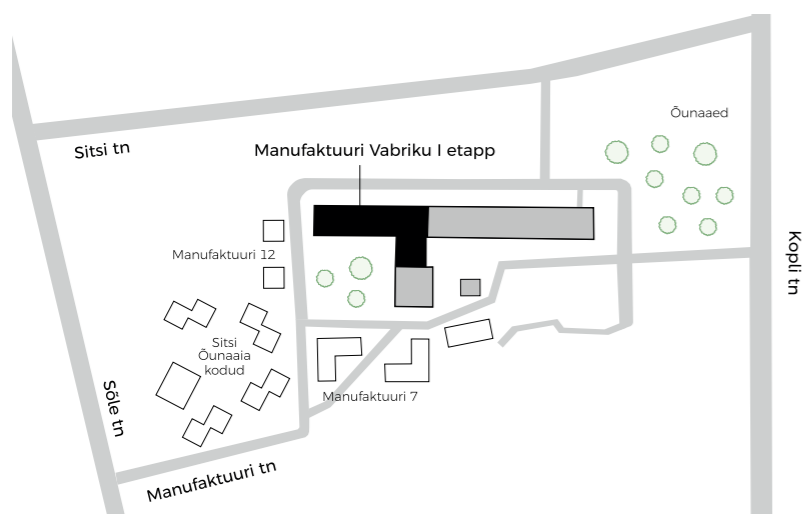 Õunaaed
Sitsi tn
Manufaktuuri Vabriku I etapp
Kopli tn
Manufaktuuri 12
Sitsi
Õunaaia
kodud
Sõle tn
Manufaktuuri 7
Manufaktuuri tn